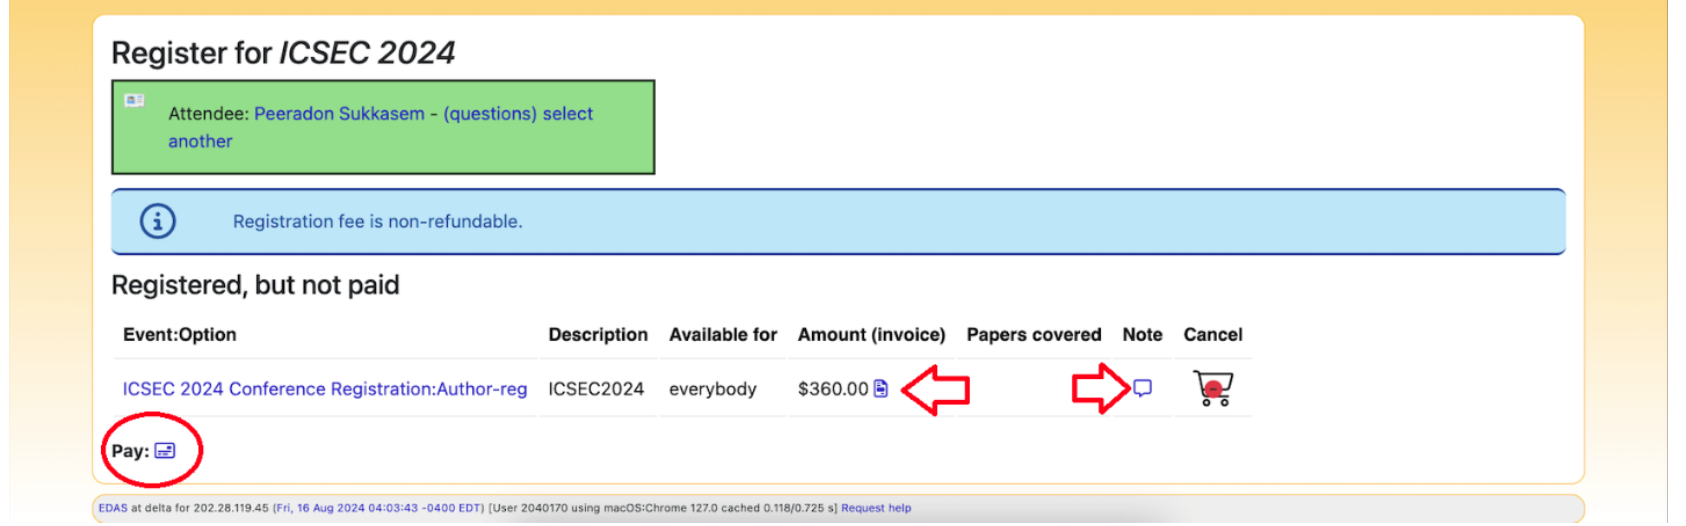 Register for ICSEC 2024
Attendee: Peeradon Sukkasem - (questions) select
another
Registration fee is non-refundable.
Registered, but not paid
Event:Option Description Available for Amount (invoice) Papers covered Note Cancel
ICSEC 2024 Conference Registration:Author-reg ICSEC2024 everybody $360.00
Pay:
EDAS at delta for 202.28.119.45 (Fri, 16 Aug 2024 04:03:43 -0400 EDT) [User 2040170 using macOS:Chrome 127.0 cached 0.118/0.725 s] Request help